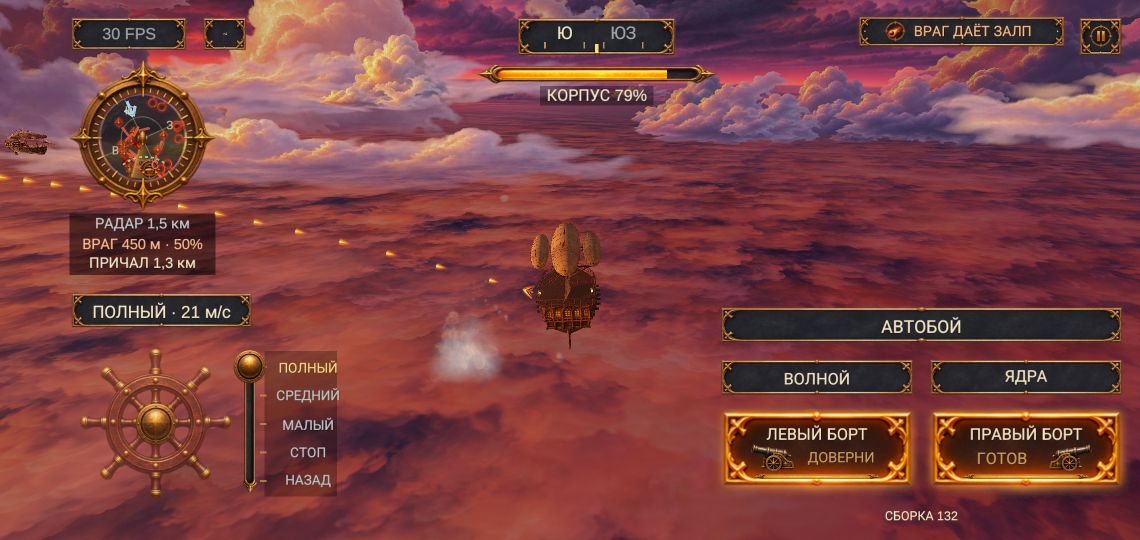 30 FPS
Ю ЮЗ
ВРАГ ДАЁТ ЗАЛП
КОРПУС 79%
З
В
РАДАР 1,5 км
ВРАГ 450 м · 50%
ПРИЧАЛ 1,3 км
ПОЛНЫЙ · 21 м/с
ПОЛНЫЙ
СРЕДНИЙ
МАЛЫЙ
СТОП
НАЗАД
АВТОБОЙ
ВОЛНОЙ
ЯДРА
ЛЕВЫЙ БОРТ
ДОВЕРНИ
ПРАВЫЙ БОРТ
ГОТОВ
СБОРКА 132